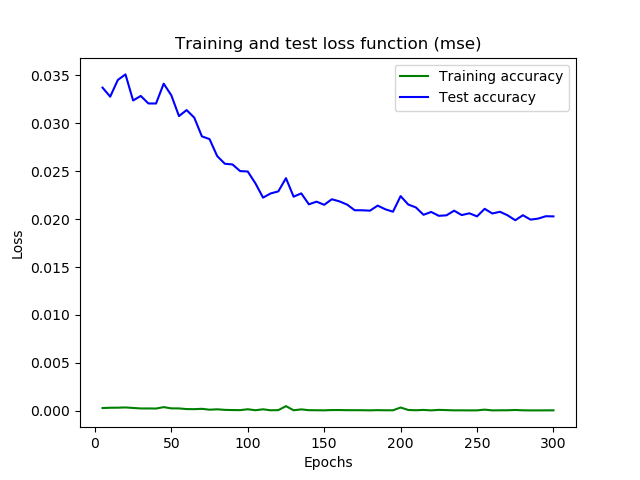 Training and test loss function (mse)
Training accuracy
Test accuracy
0.035
0.030
0.025
0.020
0.015
0.010
0.005
0.000
Loss
0 50 100 150 200 250 300
Epochs